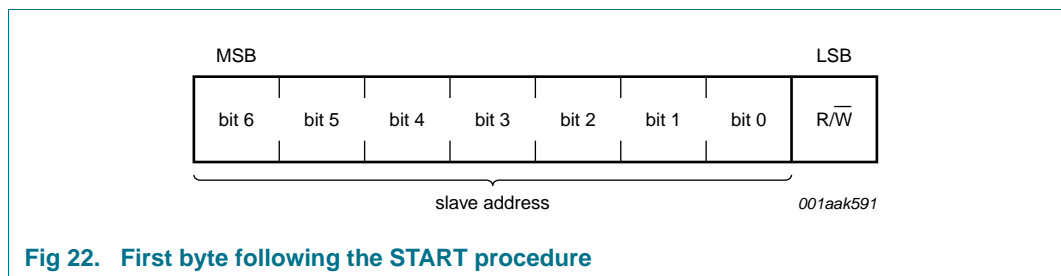 MSB LSB
bit 6 bit 5 bit 4 bit 3 bit 2 bit 1 bit 0 R/W̅
slave address 001aak591
Fig 22. First byte following the START procedure